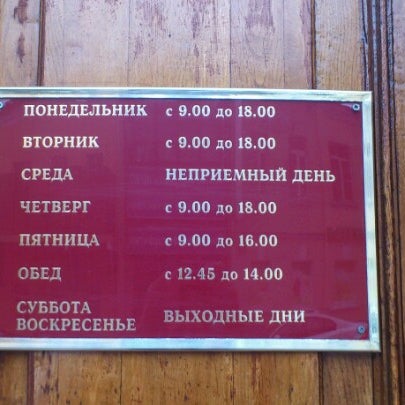 ПОНЕДЕЛЬНИК с 9.00 до 18.00
ВТОРНИК с 9.00 до 18.00
СРЕДА НЕПРИЕМНЫЙ ДЕНЬ
ЧЕТВЕРГ с 9.00 до 18.00
ПЯТНИЦА с 9.00 до 16.00
ОБЕД с 12.45 до 14.00
СУББОТА
ВОСКРЕСЕНЬЕ ВЫХОДНЫЕ ДНИ